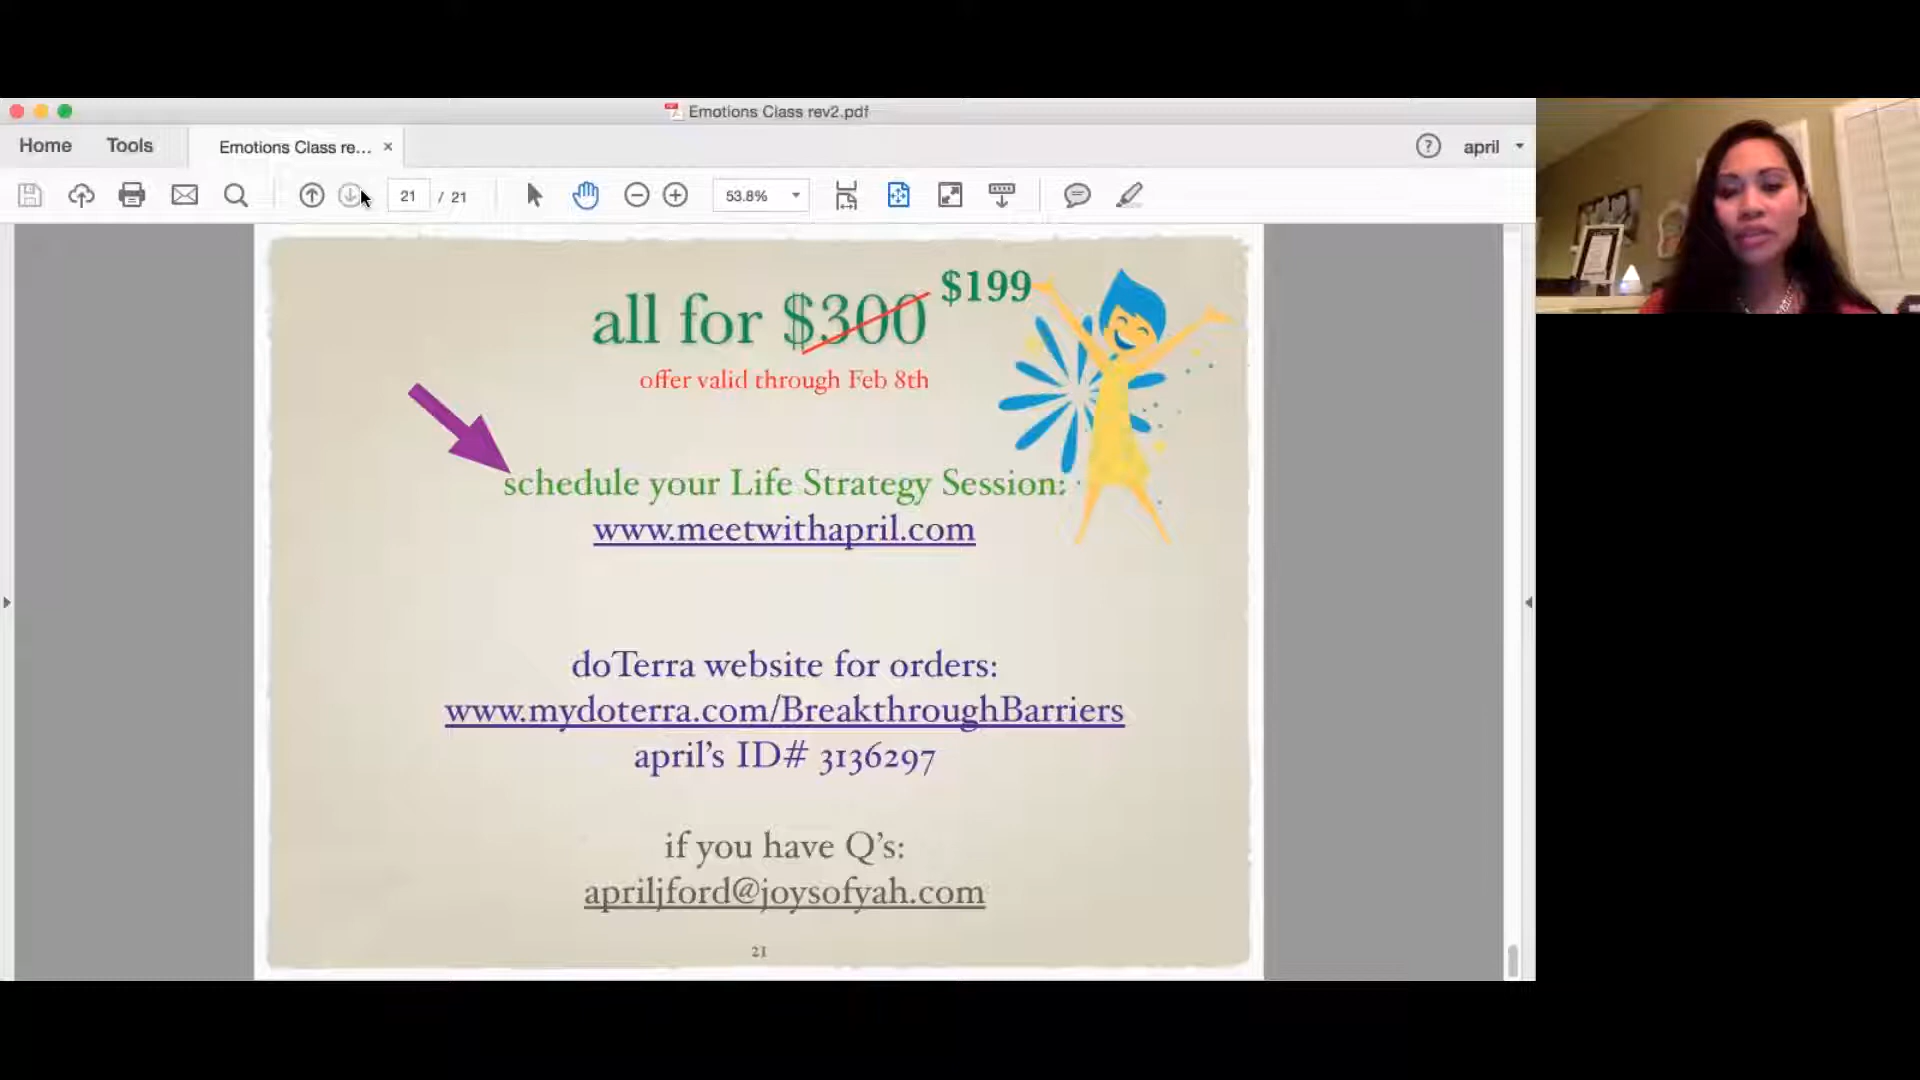 Emotions Class rev2.pdf
Home
Tools
Emotions Class re...
april
21
/ 21
53.8%
all for $300
$199
offer valid through Feb 8th
schedule your Life Strategy Session:
www.meetwithapril.com
doTerra website for orders:
www.mydoterra.com/BreakthroughBarriers
april’s ID# 3136297
if you have Q’s:
apriljford@joysofyah.com
21